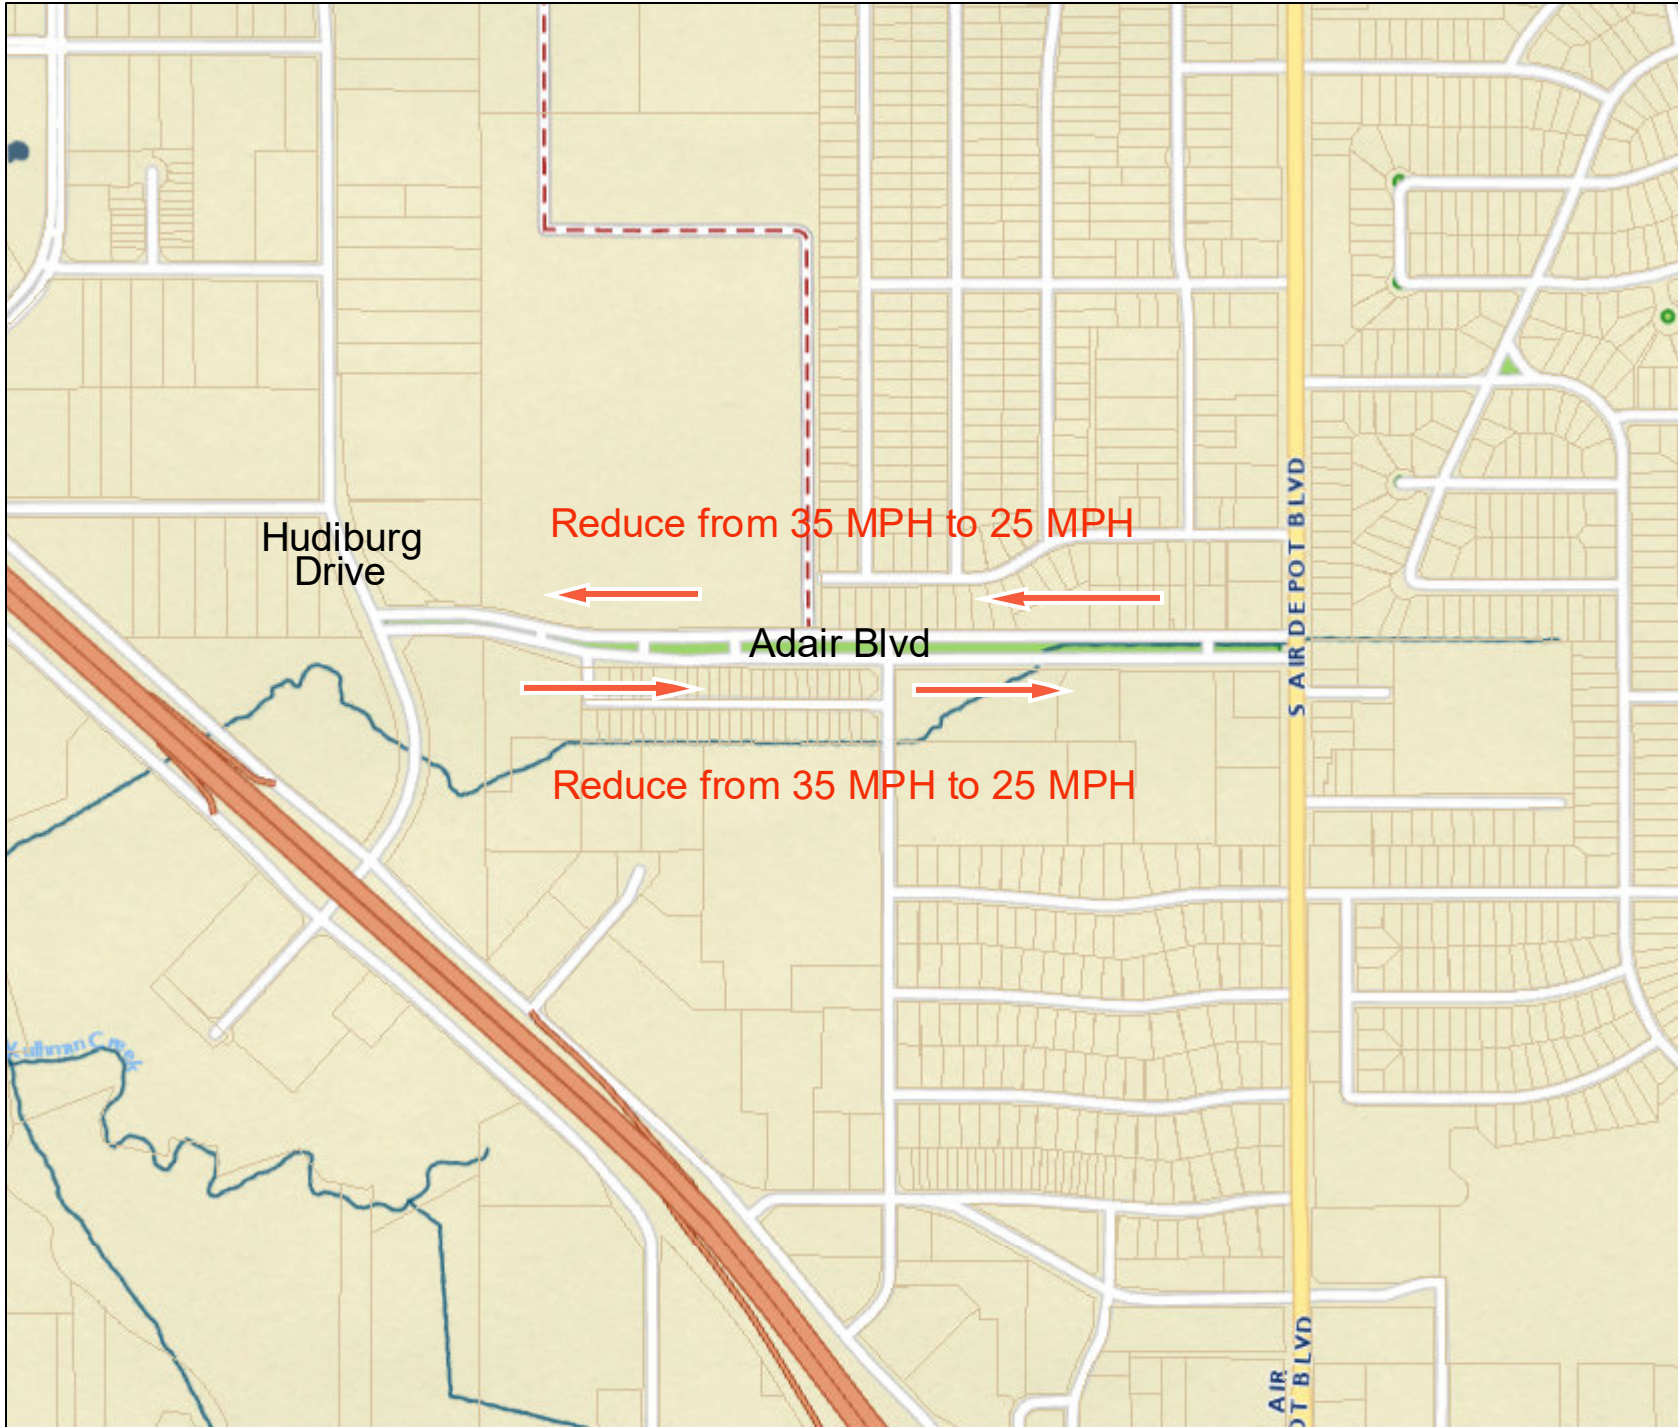 Hudiburg
Drive
Reduce from 35 MPH to 25 MPH
S AIR DEPOT BLVD
Adair Blvd
Reduce from 35 MPH to 25 MPH
Creek
AIR
OT BLVD